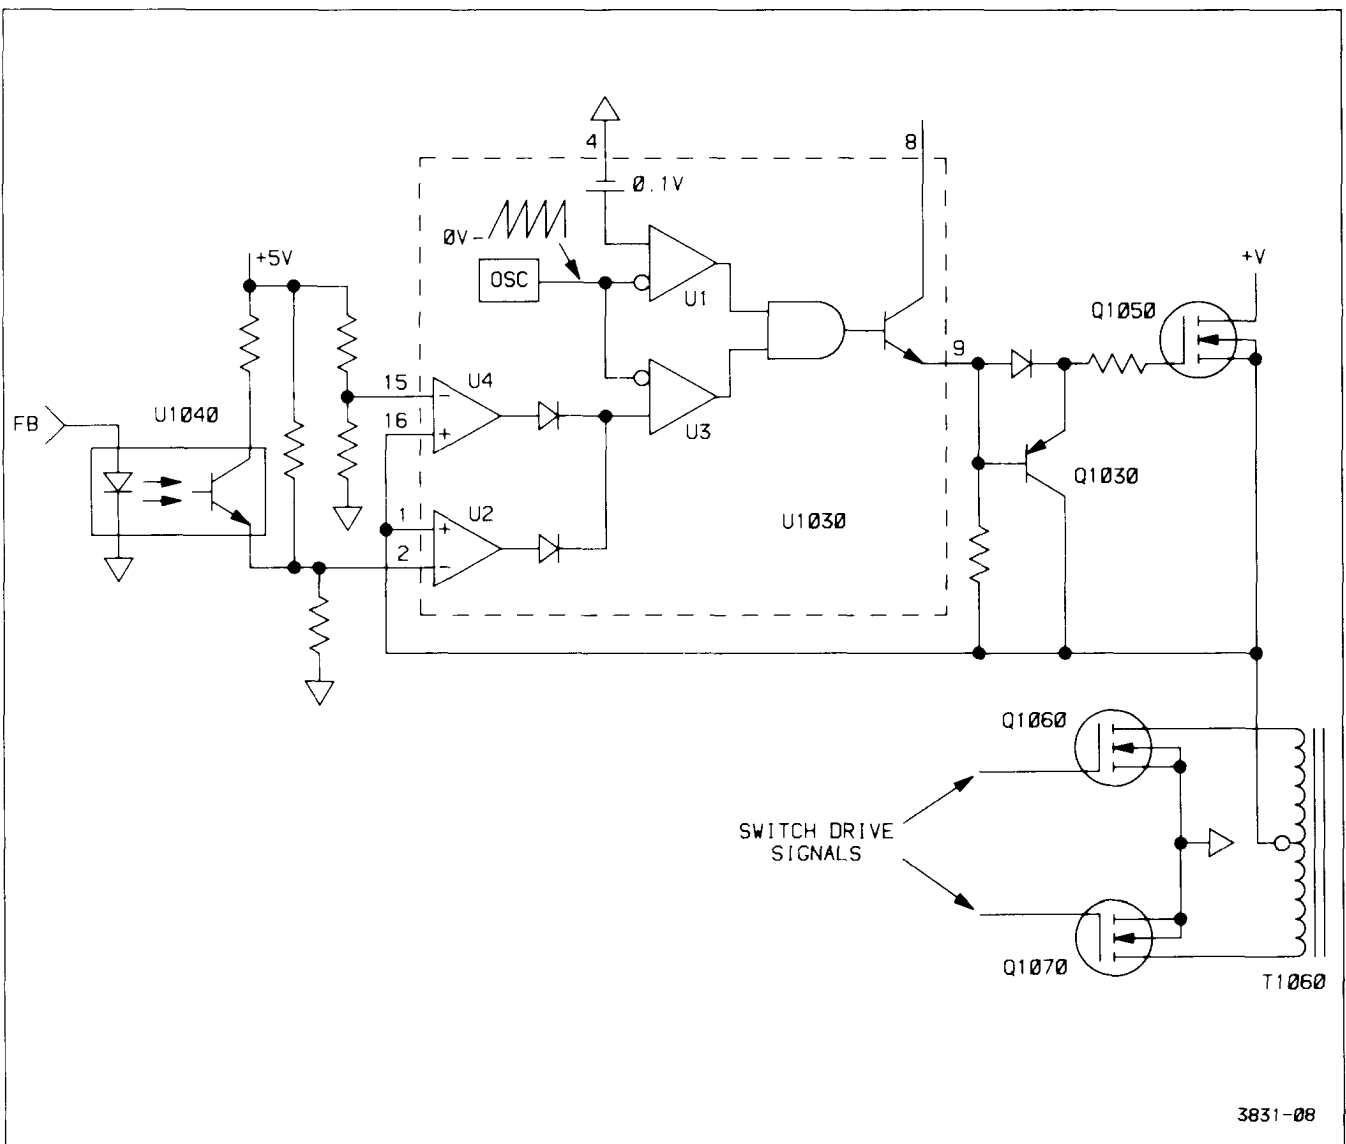 4
8
0.1V
0V-
+5V
OSC
U1
+V
Q1050
9
15
U4
16
U3
FB
U1040
Q1030
1
U2
2
U1030
Q1060
SWITCH DRIVE
SIGNALS
Q1070
T1060
3831-08